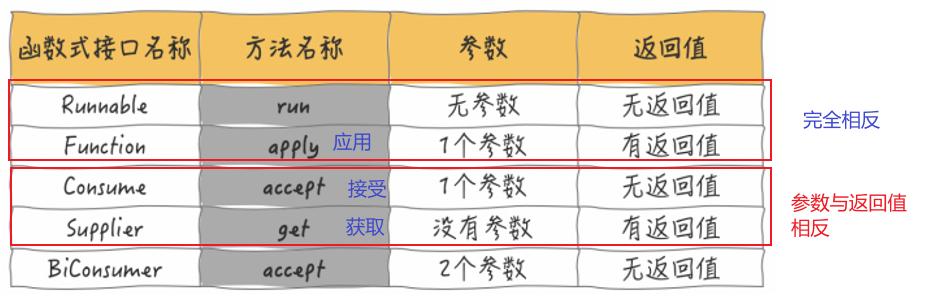 函数式接口名称 方法名称 参数 返回值
Runnable run 无参数 无返回值 完全相反
Function apply 应用 1个参数 有返回值
Consume accept 接受 1个参数 无返回值 参数与返回值
Supplier get 获取 没有参数 有返回值 相反
BiConsumer accept 2个参数 无返回值